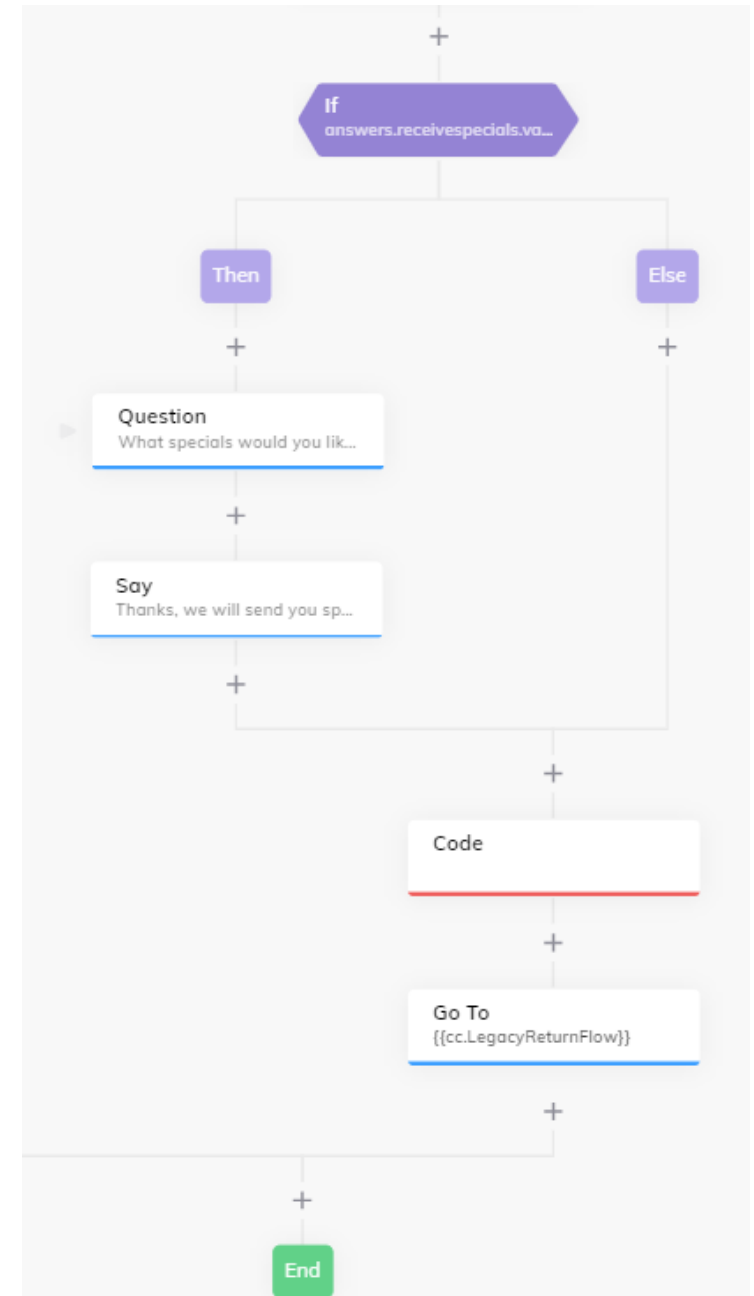 If
answers.receivespecials.va...
Then
Else
Question
What specials would you lik...
Say
Thanks, we will send you sp...
Code
Go To
{{cc.LegacyReturnFlow}}
End